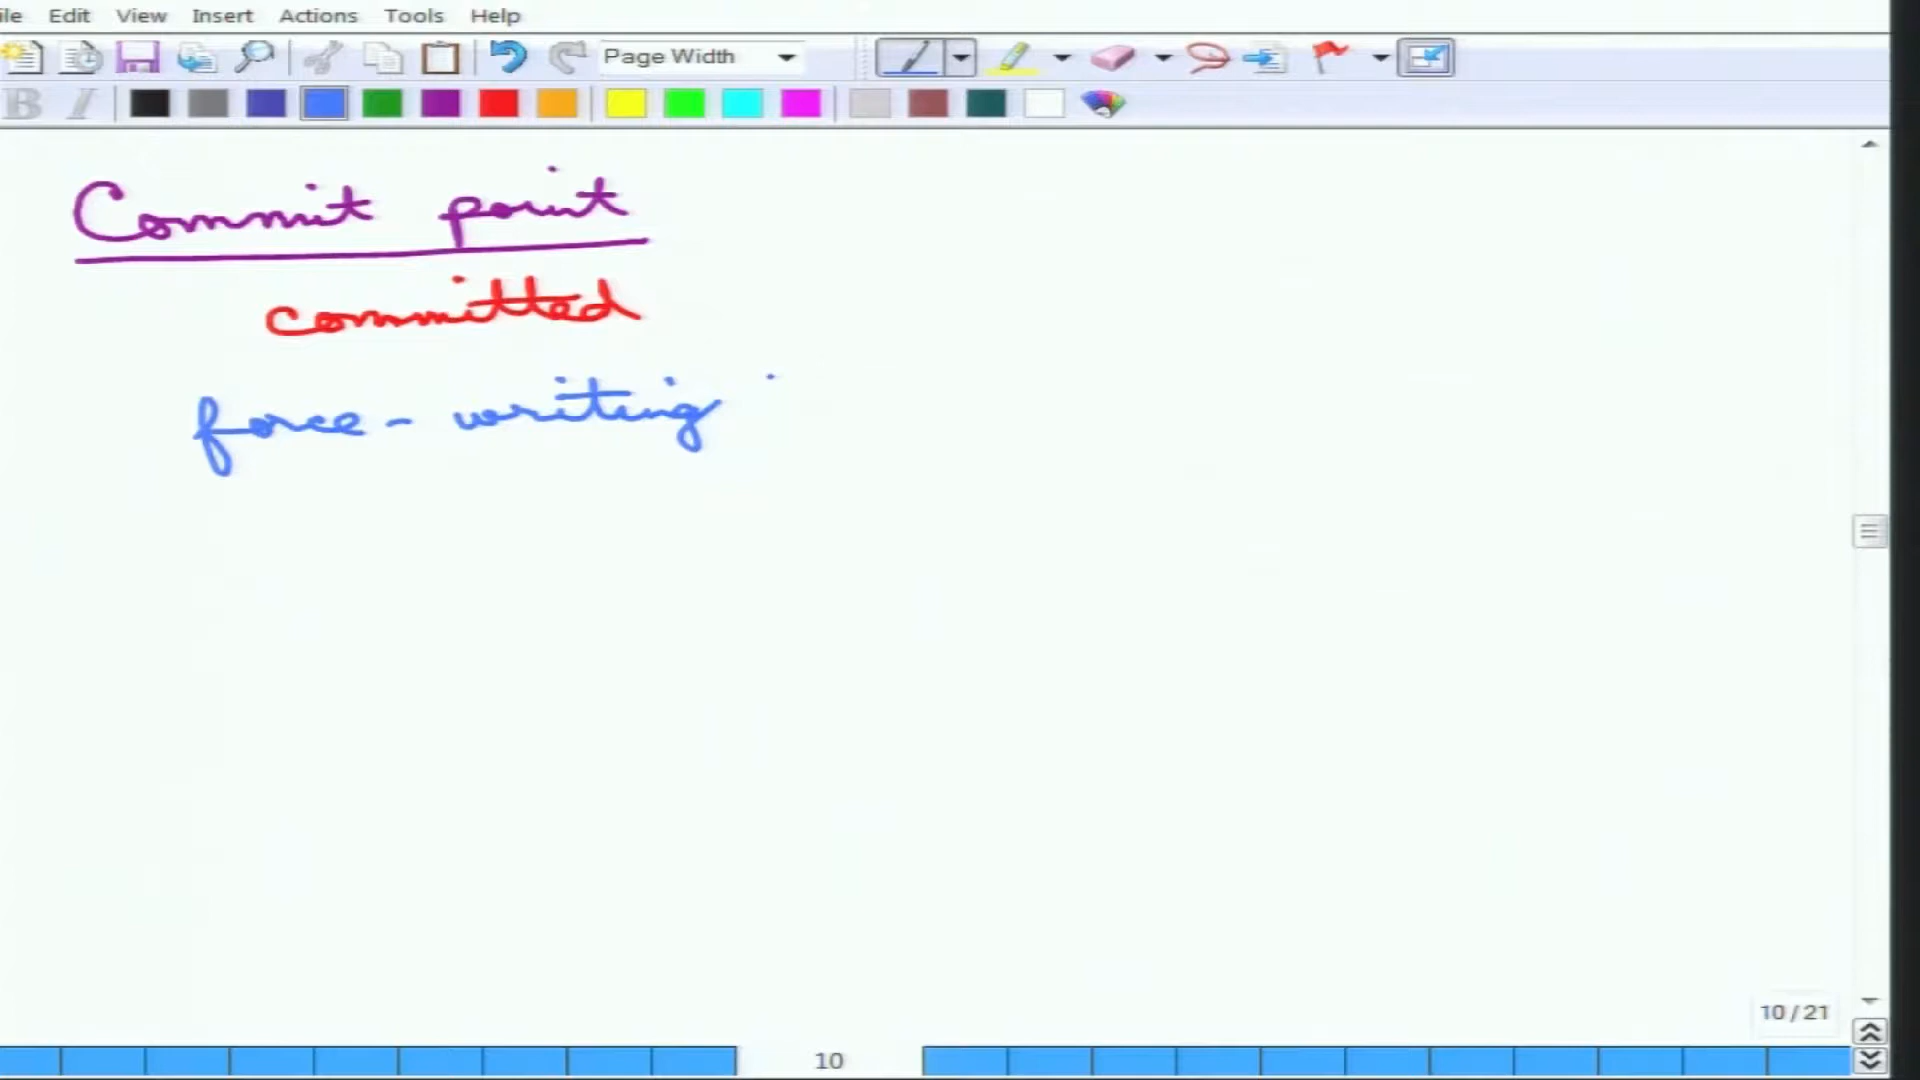 ile Edit View Insert Actions Tools Help
Page Width
B I
Commit point
committed
force-writing
10/21
10